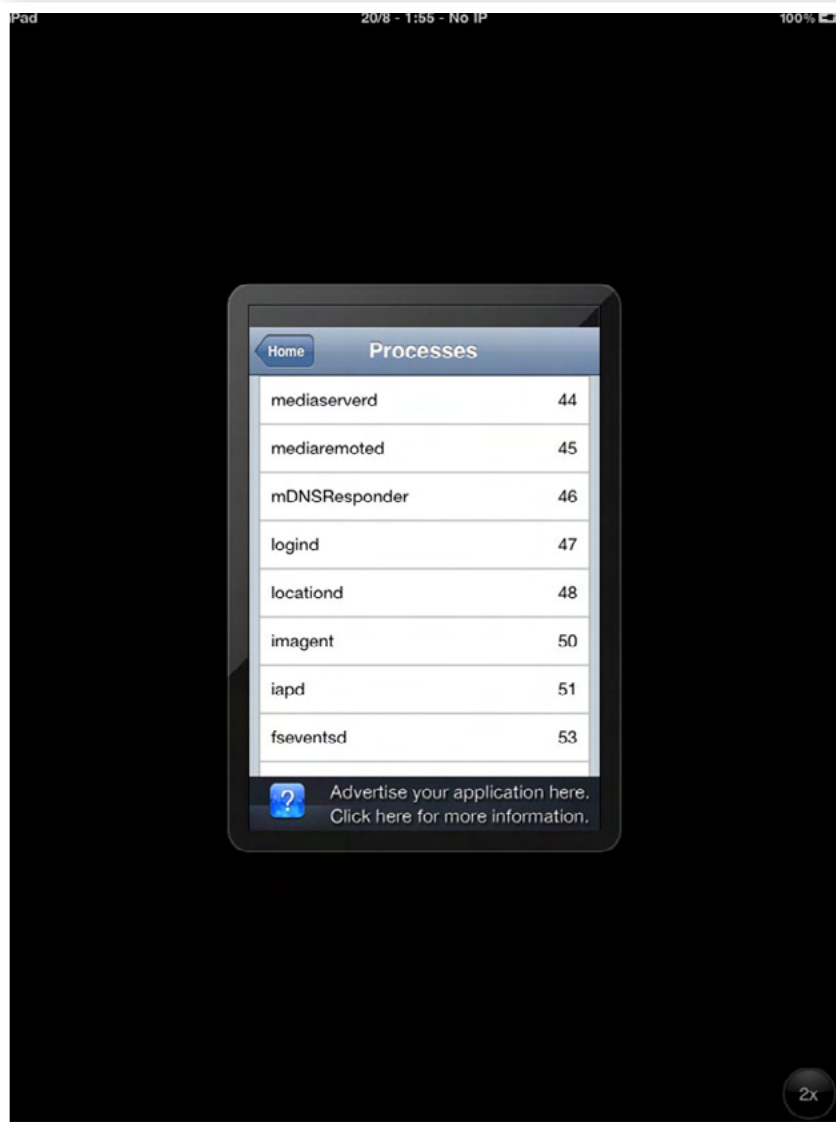 iPad
20/8 - 1:55 - No IP
100%
Home
Processes
mediaserverd 44
mediaremoted 45
mDNSResponder 46
logind 47
locationd 48
imagent 50
iapd 51
fseventsd 53
?
Advertise your application here.
Click here for more information.
2x